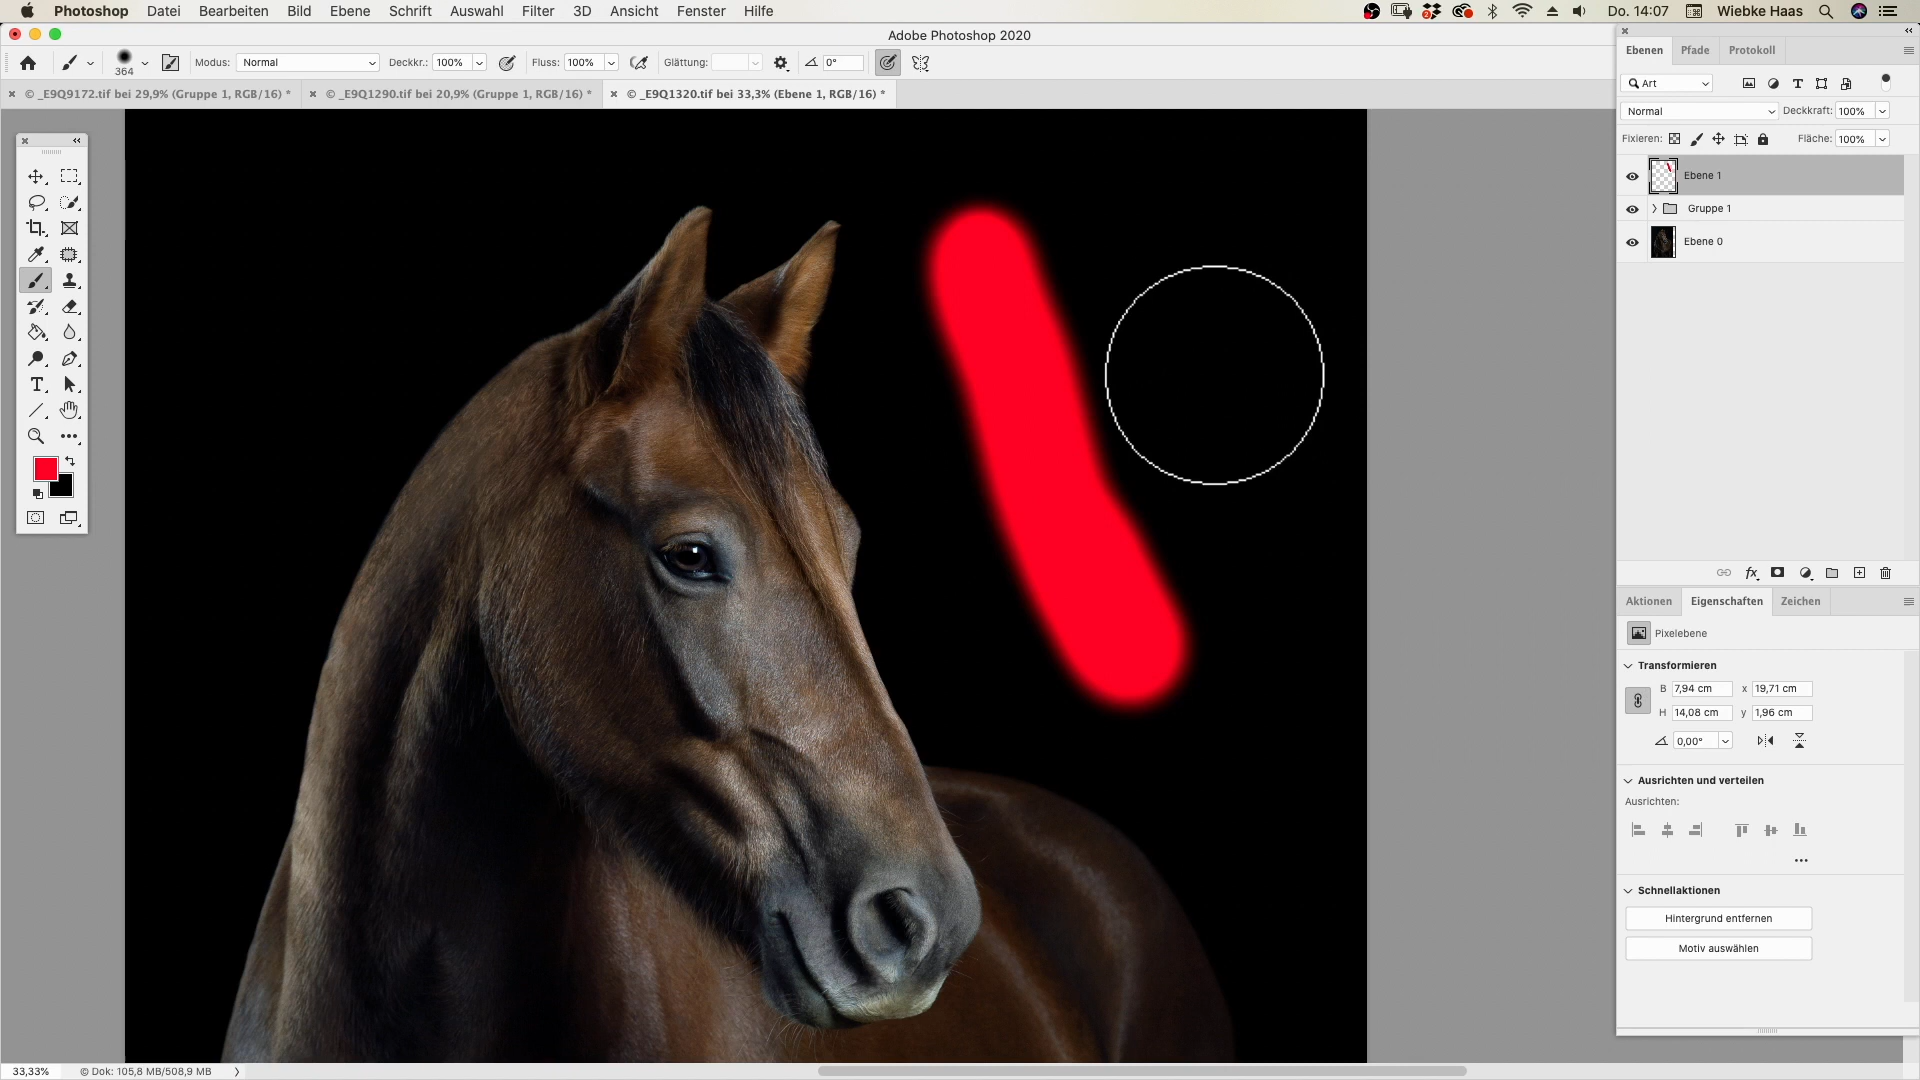 Photoshop Datei Bearbeiten Bild Ebene Schrift Auswahl Filter 3D Ansicht Fenster Hilfe Do. 14:07 Wiebke Haas
Adobe Photoshop 2020
364 Modus: Normal Deckkr.: 100% Fluss: 100% Glättung: 0°
© _E9Q9172.tif bei 29,9% (Gruppe 1, RGB/16) * © _E9Q1290.tif bei 20,9% (Gruppe 1, RGB/16) * © _E9Q1320.tif bei 33,3% (Ebene 1, RGB/16) *
Ebenen Pfade Protokoll
Art
Normal Deckkraft: 100%
Fixieren: Fläche: 100%
Ebene 1
Gruppe 1
Ebene 0
fx
Aktionen Eigenschaften Zeichen
Pixelebene
Transformieren
B 7,94 cm x 19,71 cm
H 14,08 cm y 1,96 cm
0,00°
Ausrichten und verteilen
Ausrichten:
Schnellaktionen
Hintergrund entfernen
Motiv auswählen
33,33% © Dok: 105,8 MB/508,9 MB